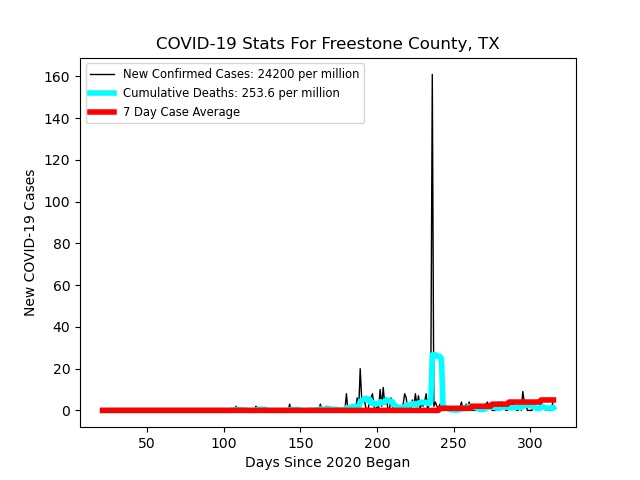 COVID-19 Stats For Freestone County, TX
New Confirmed Cases: 24200 per million
Cumulative Deaths: 253.6 per million
7 Day Case Average
New COVID-19 Cases
160
140
120
100
80
60
40
20
0
50 100 150 200 250 300
Days Since 2020 Began